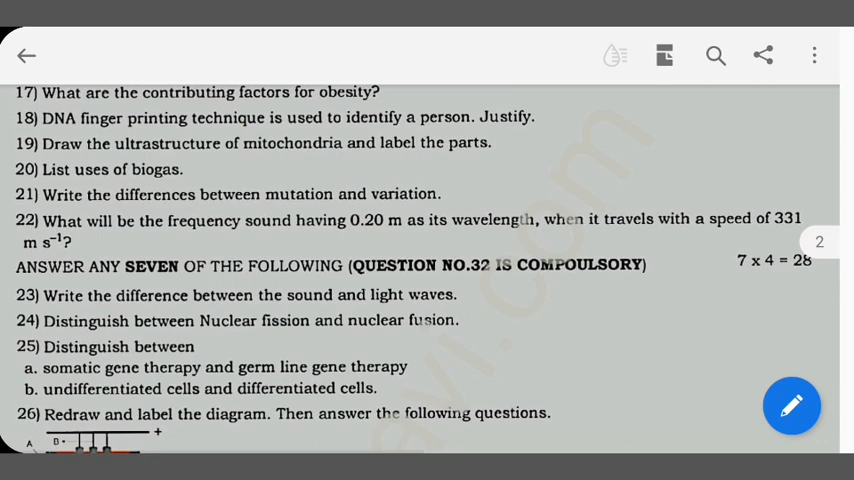 17) What are the contributing factors for obesity?
18) DNA finger printing technique is used to identify a person. Justify.
19) Draw the ultrastructure of mitochondria and label the parts.
20) List uses of biogas.
21) Write the differences between mutation and variation.
22) What will be the frequency sound having 0.20 m as its wavelength, when it travels with a speed of 331
m s⁻¹?
2
ANSWER ANY SEVEN OF THE FOLLOWING (QUESTION NO.32 IS COMPOULSORY) 7 x 4 = 28
23) Write the difference between the sound and light waves.
24) Distinguish between Nuclear fission and nuclear fusion.
25) Distinguish between
a. somatic gene therapy and germ line gene therapy
b. undifferentiated cells and differentiated cells.
26) Redraw and label the diagram. Then answer the following questions.
A B +